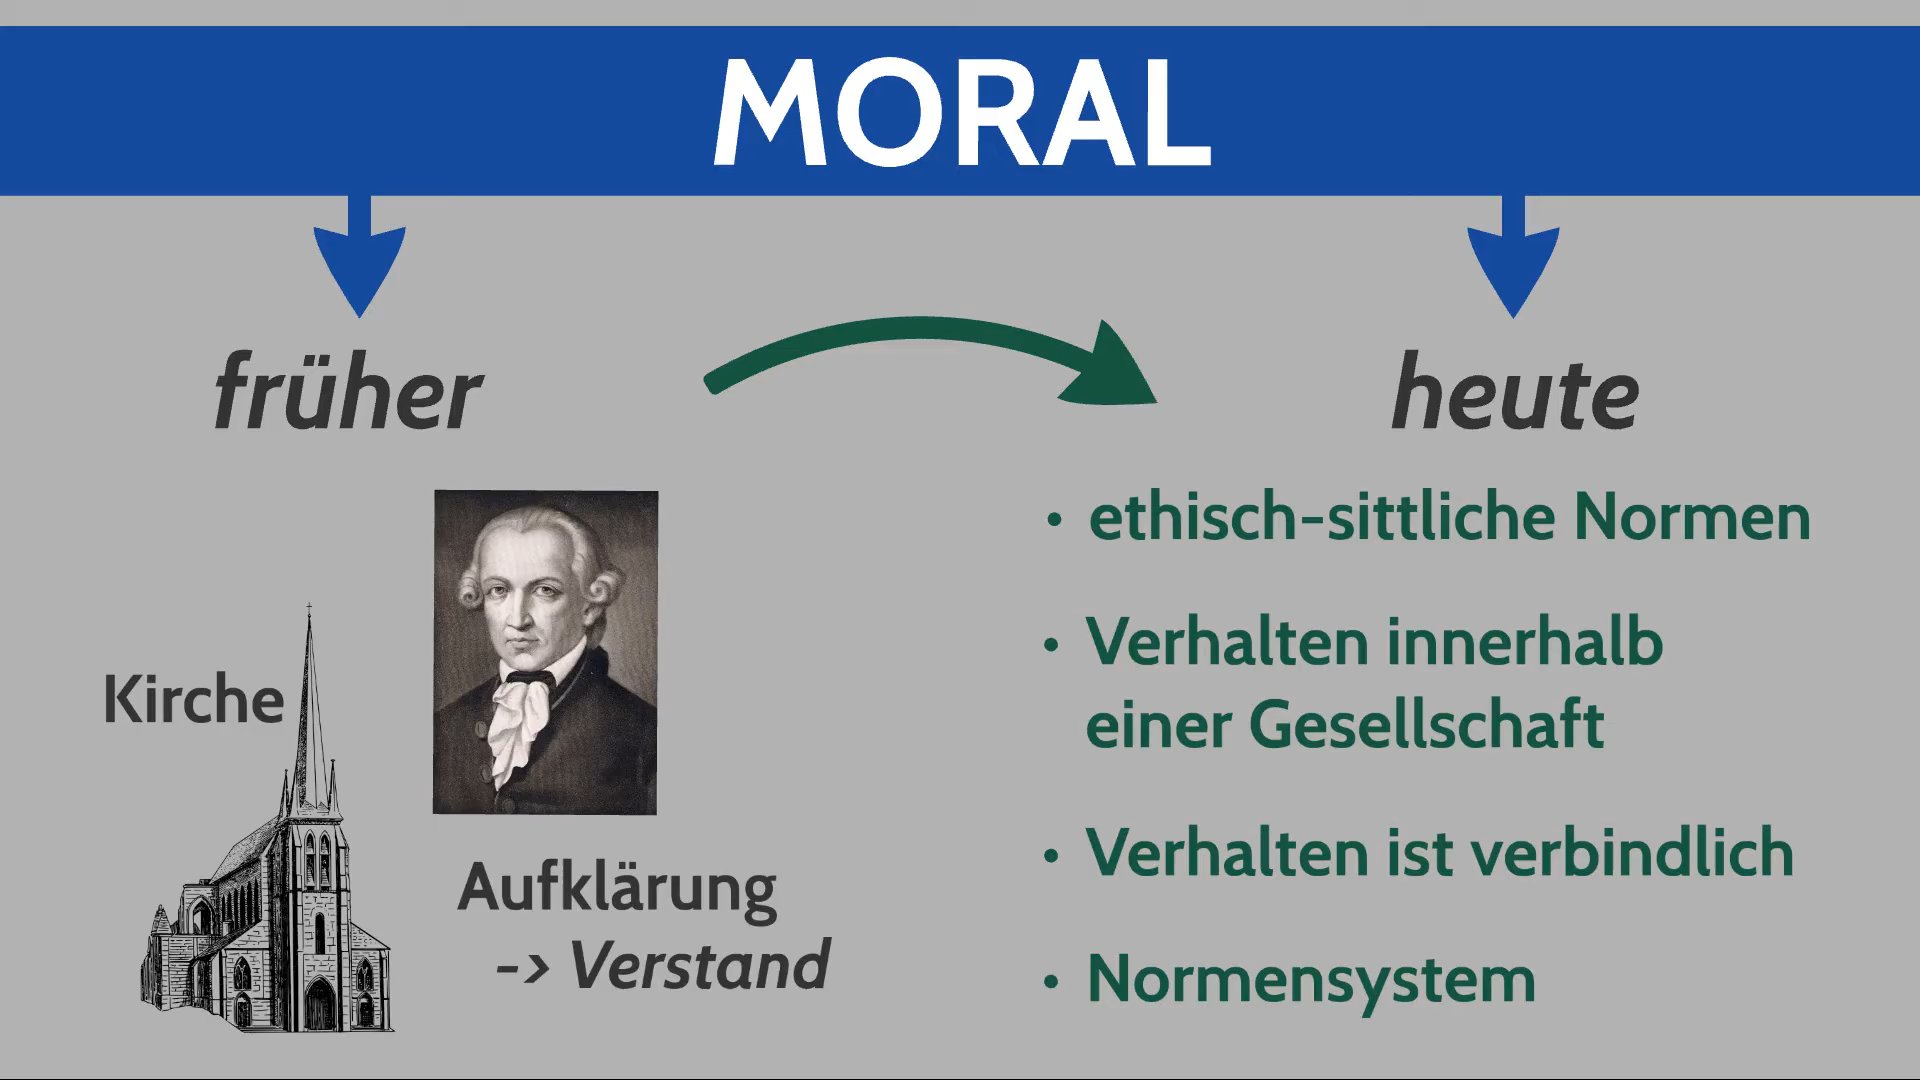 MORAL
früher
heute
Kirche
Aufklärung
-> Verstand
• ethisch-sittliche Normen
• Verhalten innerhalb
einer Gesellschaft
• Verhalten ist verbindlich
• Normensystem